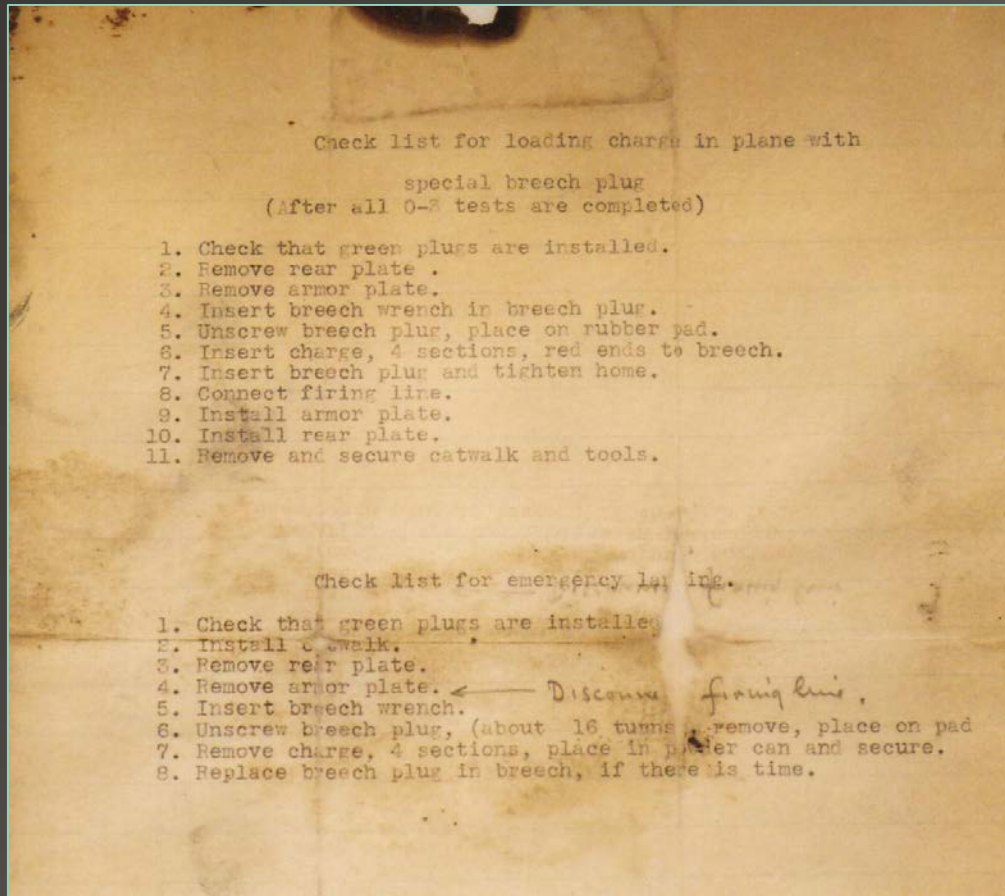 Check list for loading charge in plane with
special breech plug
(After all 0-3 tests are completed)
1. Check that green plugs are installed.
2. Remove rear plate .
3. Remove armor plate.
4. Insert breech wrench in breech plug.
5. Unscrew breech plug, place on rubber pad.
6. Insert charge, 4 sections, red ends to breech.
7. Insert breech plug and tighten home.
8. Connect firing line.
9. Install armor plate.
10. Install rear plate.
11. Remove and secure catwalk and tools.
Check list for emergency landing.
1. Check that green plugs are installed
2. Install catwalk.
3. Remove rear plate.
4. Remove armor plate. ← firing line.
5. Insert breech wrench.
6. Unscrew breech plug, (about 16 turns remove, place on pad
7. Remove charge, 4 sections, place in powder can and secure.
8. Replace breech plug in breech, if there is time.